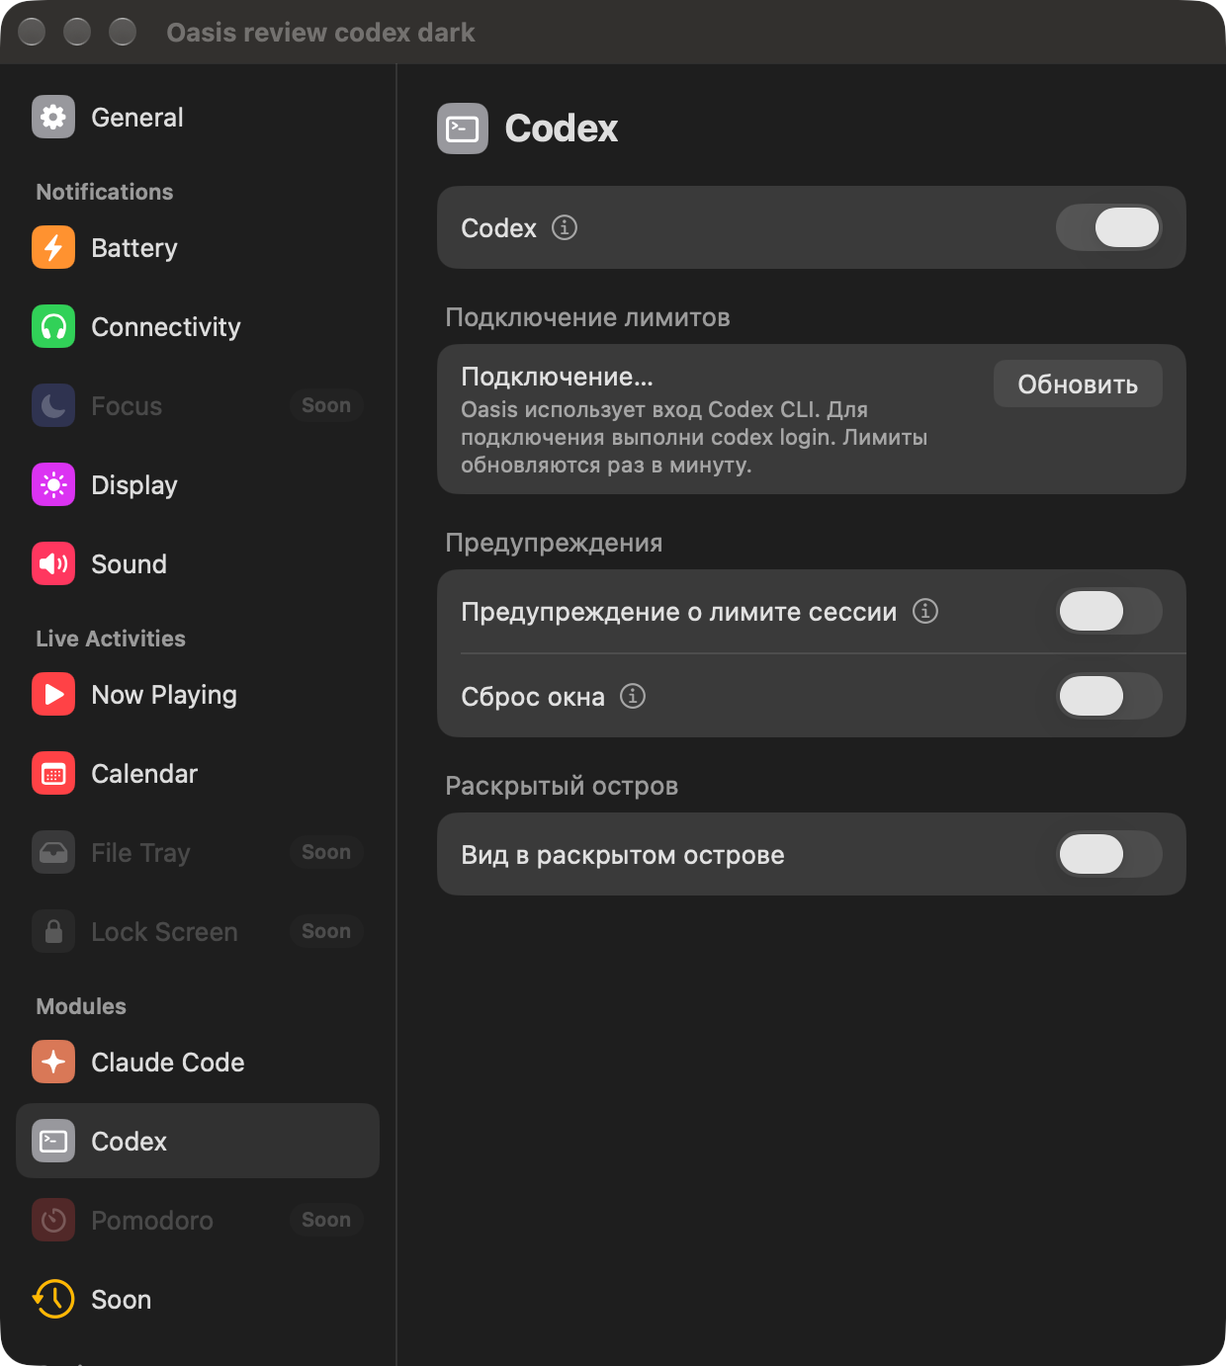 Oasis review codex dark
General
Notifications
Battery
Connectivity
Focus
Soon
Display
Sound
Live Activities
Now Playing
Calendar
File Tray
Soon
Lock Screen
Soon
Modules
Claude Code
Codex
Pomodoro
Soon
Soon
Codex
Codex
Подключение лимитов
Подключение...
Обновить
Oasis использует вход Codex CLI. Для
подключения выполни codex login. Лимиты
обновляются раз в минуту.
Предупреждения
Предупреждение о лимите сессии
Сброс окна
Раскрытый остров
Вид в раскрытом острове